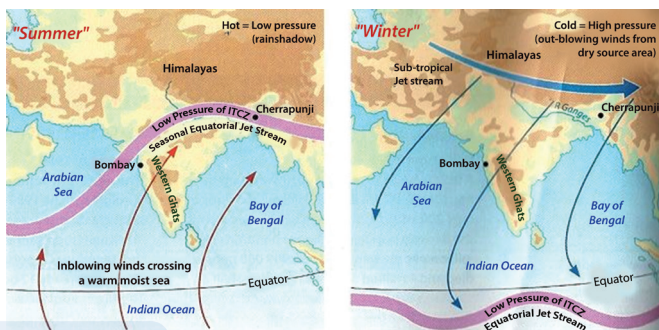 "Summer"
Hot = Low pressure
(rainshadow)
Himalayas
Low Pressure of ITCZ
Cherrapunji
Seasonal Equatorial Jet Stream
Bombay
Western Ghats
Arabian
Sea
Bay of
Bengal
Inblowing winds crossing
a warm moist sea
Equator
Indian Ocean
"Winter"
Cold = High pressure
(out-blowing winds from
dry source area)
Himalayas
Sub-tropical
Jet stream
R Ganges
Cherrapunji
Bombay
Western Ghats
Arabian
Sea
Bay of
Bengal
Indian Ocean
Equator
Low Pressure of ITCZ
Equatorial Jet Stream